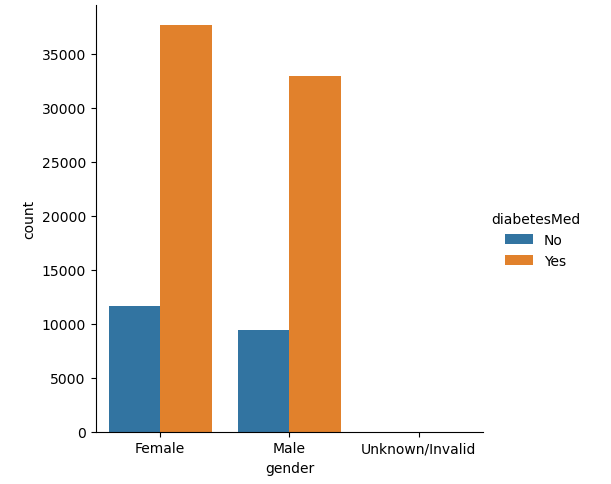 35000
30000
25000
20000
15000
10000
5000
0
count
Female Male Unknown/Invalid
gender
diabetesMed
No
Yes